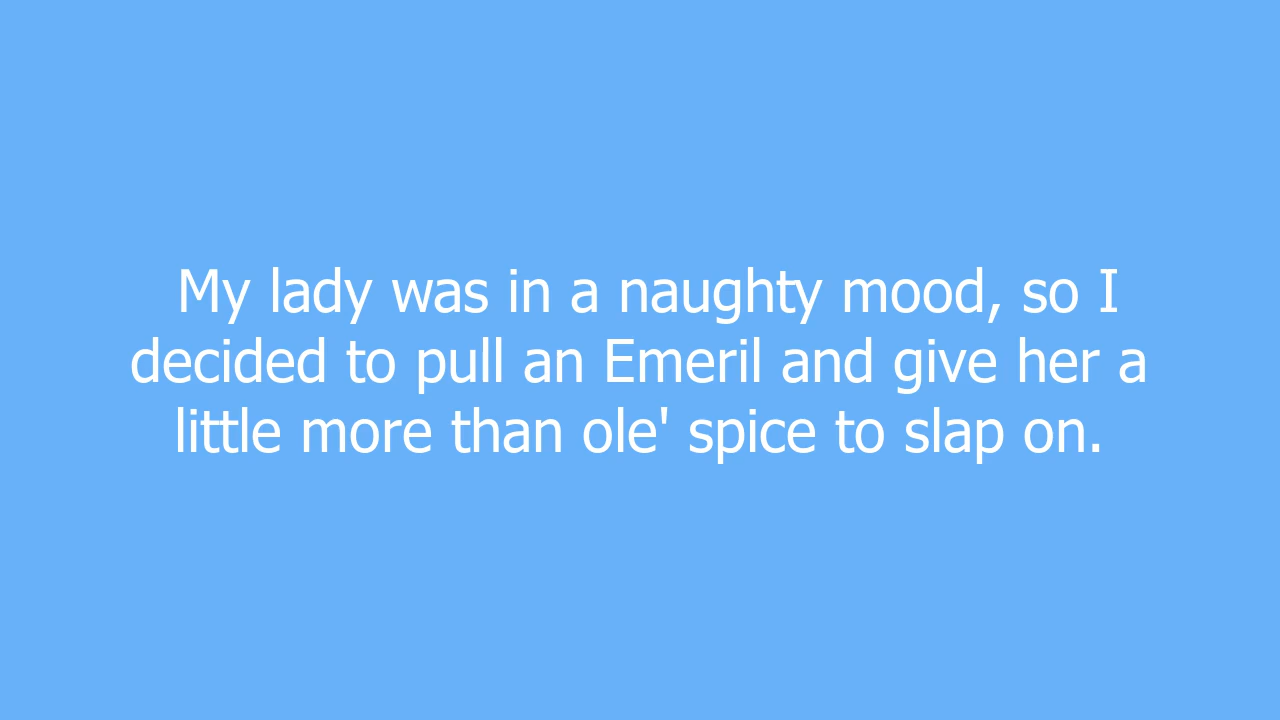 My lady was in a naughty mood, so I
decided to pull an Emeril and give her a
little more than ole' spice to slap on.